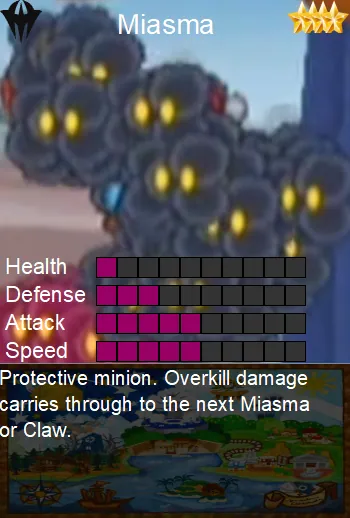 Miasma
Health
Defense
Attack
Speed
Protective minion. Overkill damage
carries through to the next Miasma
or Claw.